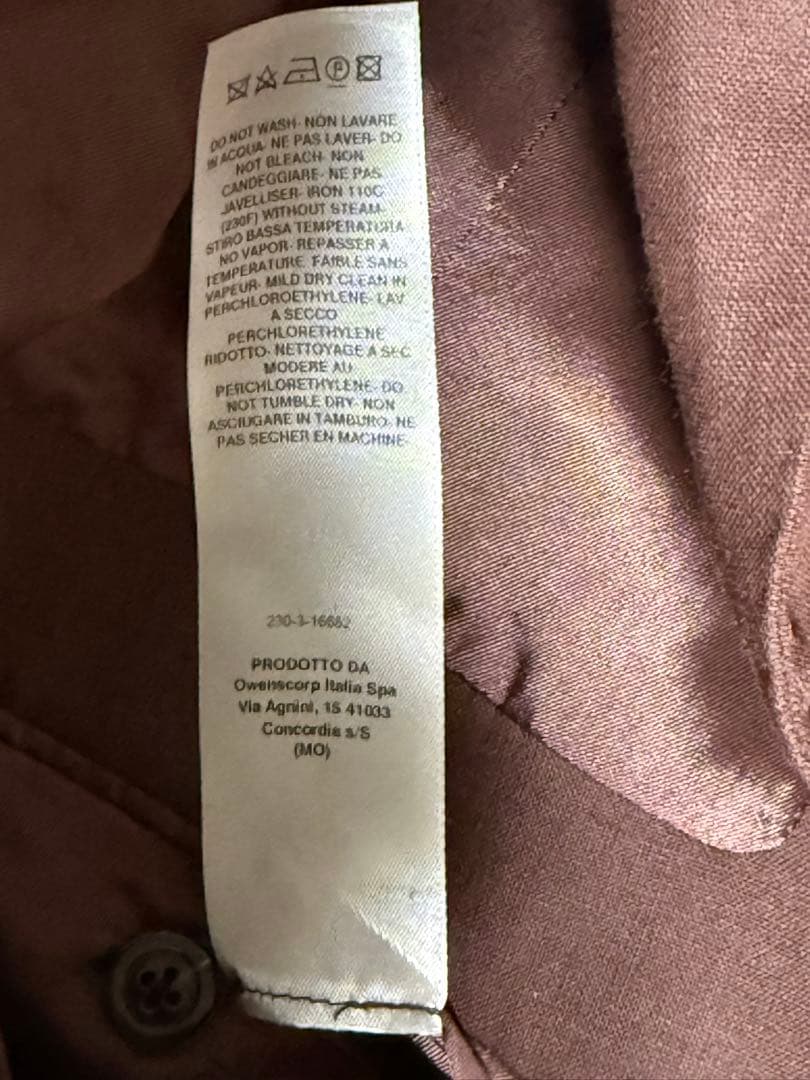 DO NOT WASH- NON LAVARE
IN ACQUA- NE PAS LAVER- DO
NOT BLEACH- NON
CANDEGGIARE- NE PAS
JAVELLISER- IRON 110C
(230F) WITHOUT STEAM-
STIRO BASSA TEMPERATURA
NO VAPOR- REPASSER A
TEMPERATURE FAIBLE SANS
VAPEUR- MILD DRY CLEAN IN
PERCHLOROETHYLENE- LAV
A SECCO
PERCHLORETHYLENE
RIDOTTO- NETTOYAGE A SEC
MODERE AU
PERCHLORETHYLENE- DO
NOT TUMBLE DRY- NON
ASCIUGARE IN TAMBURO- NE
PAS SECHER EN MACHINE-
230-3-16682
PRODOTTO DA
Owenscorp Italia Spa
Via Agnini, 15 41033
Concordia s/S
(MO)